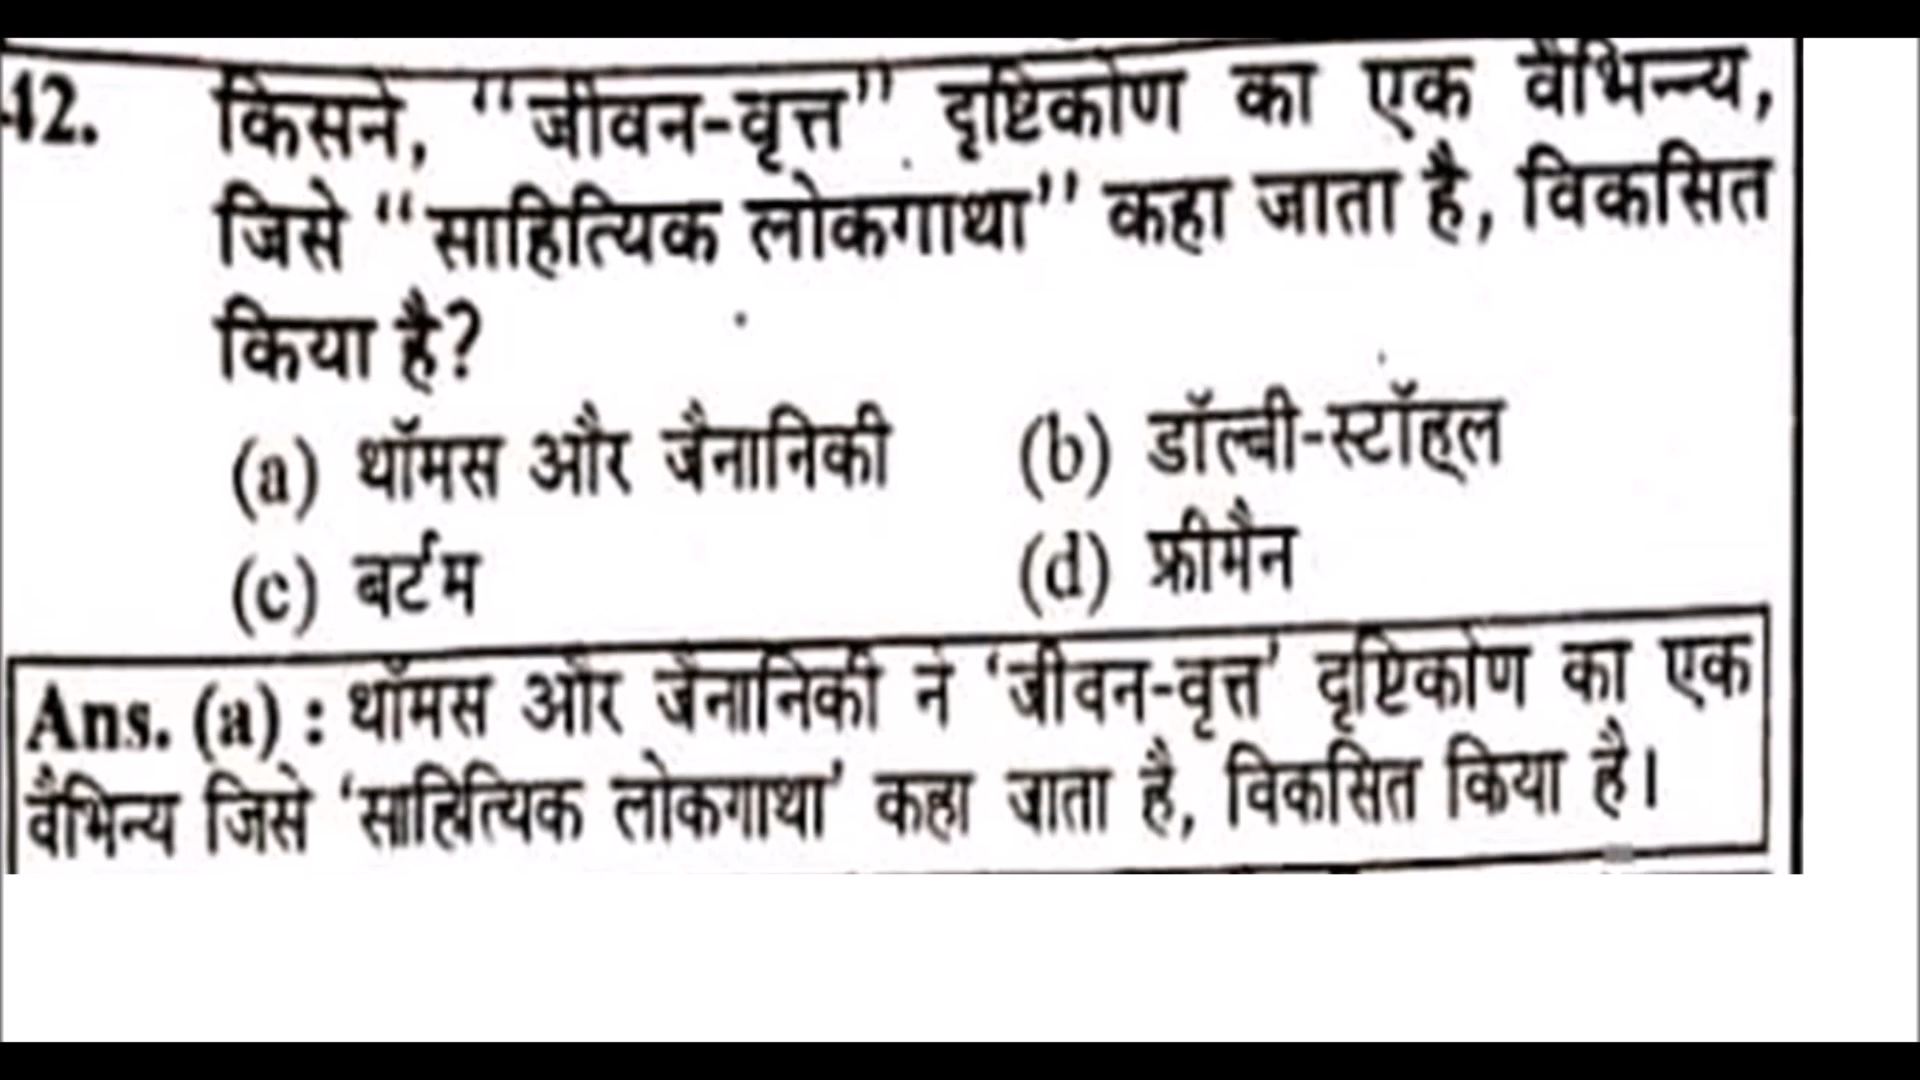 42. किसने, “जीवन-वृत्त” दृष्टिकोण का एक वैभिन्न्य,
जिसे “साहित्यिक लोकगाथा” कहा जाता है, विकसित
किया है?
(a) थॉमस और जैनानिकी (b) डॉल्बी-स्टॉह्ल
(c) बर्टम (d) फ्रीमैन
Ans. (a) : थॉमस और जैनानिकी ने ‘जीवन-वृत्त’ दृष्टिकोण का एक
वैभिन्य जिसे ‘साहित्यिक लोकगाथा’ कहा जाता है, विकसित किया है।